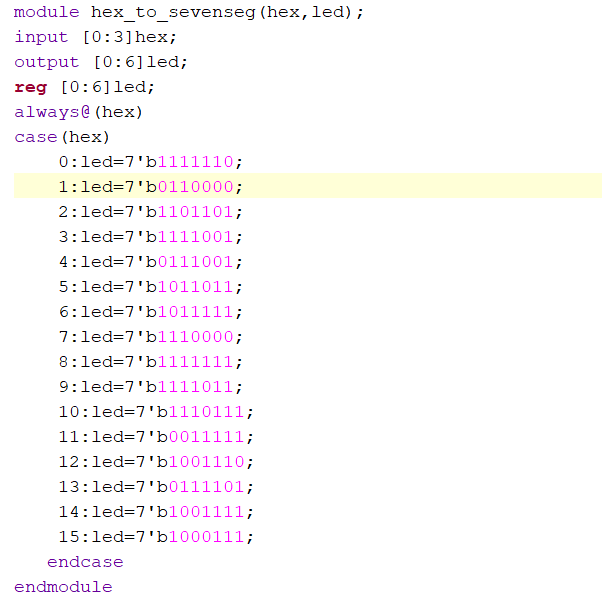 module hex_to_sevenseg(hex,led);
input [0:3]hex;
output [0:6]led;
reg [0:6]led;
always@(hex)
case(hex)
    0:led=7'b1111110;
    1:led=7'b0110000;
    2:led=7'b1101101;
    3:led=7'b1111001;
    4:led=7'b0111001;
    5:led=7'b1011011;
    6:led=7'b1011111;
    7:led=7'b1110000;
    8:led=7'b1111111;
    9:led=7'b1111011;
    10:led=7'b1110111;
    11:led=7'b0011111;
    12:led=7'b1001110;
    13:led=7'b0111101;
    14:led=7'b1001111;
    15:led=7'b1000111;
   endcase
endmodule